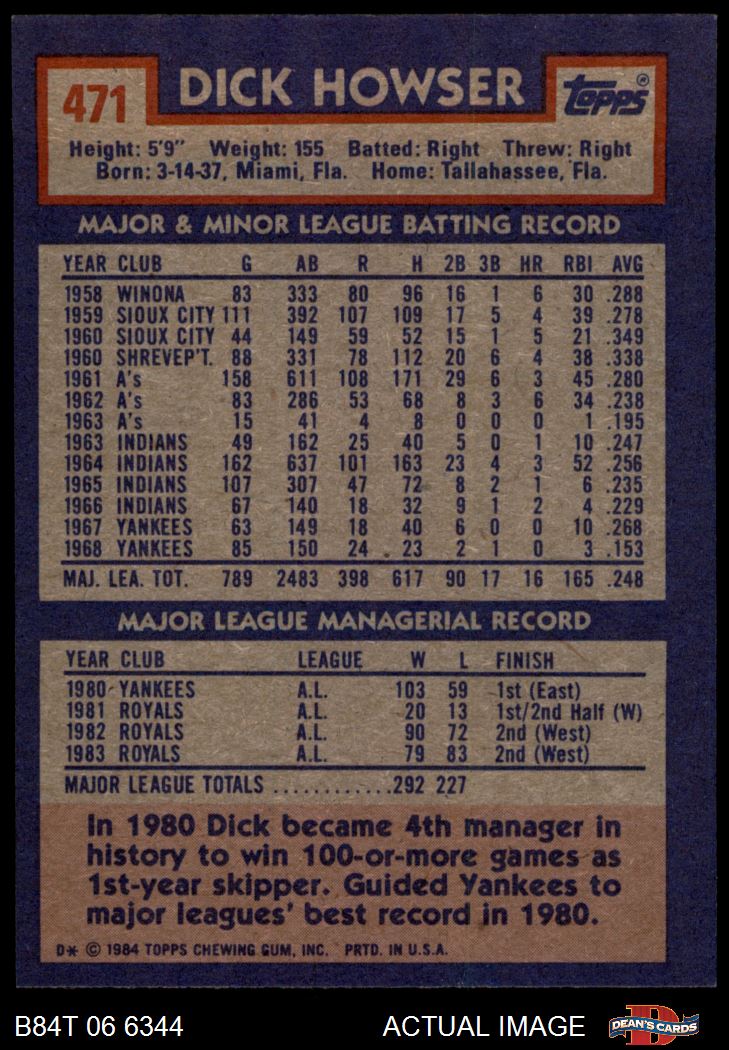 471 DICK HOWSER Topps®
Height: 5'9" Weight: 155 Batted: Right Threw: Right
Born: 3-14-37, Miami, Fla. Home: Tallahassee, Fla.
MAJOR & MINOR LEAGUE BATTING RECORD
YEAR CLUB G AB R H 2B 3B HR RBI AVG
1958 WINONA 83 333 80 96 16 1 6 30 .288
1959 SIOUX CITY 111 392 107 109 17 5 4 39 .278
1960 SIOUX CITY 44 149 59 52 15 1 5 21 .349
1960 SHREVEP'T. 88 331 78 112 20 6 4 38 .338
1961 A's 158 611 108 171 29 6 3 45 .280
1962 A's 83 286 53 68 8 3 6 34 .238
1963 A's 15 41 4 8 0 0 0 1 .195
1963 INDIANS 49 162 25 40 5 0 1 10 .247
1964 INDIANS 162 637 101 163 23 4 3 52 .256
1965 INDIANS 107 307 47 72 8 2 1 6 .235
1966 INDIANS 67 140 18 32 9 1 2 4 .229
1967 YANKEES 63 149 18 40 6 0 0 10 .268
1968 YANKEES 85 150 24 23 2 1 0 3 .153
MAJ. LEA. TOT. 789 2483 398 617 90 17 16 165 .248
MAJOR LEAGUE MANAGERIAL RECORD
YEAR CLUB LEAGUE W L FINISH
1980 YANKEES A.L. 103 59 1st (East)
1981 ROYALS A.L. 20 13 1st/2nd Half (W)
1982 ROYALS A.L. 90 72 2nd (West)
1983 ROYALS A.L. 79 83 2nd (West)
MAJOR LEAGUE TOTALS ............292 227
In 1980 Dick became 4th manager in
history to win 100-or-more games as
1st-year skipper. Guided Yankees to
major leagues' best record in 1980.
D* © 1984 TOPPS CHEWING GUM, INC. PRTD. IN U.S.A.
B84T 06 6344 ACTUAL IMAGE D DEAN'S CARDS